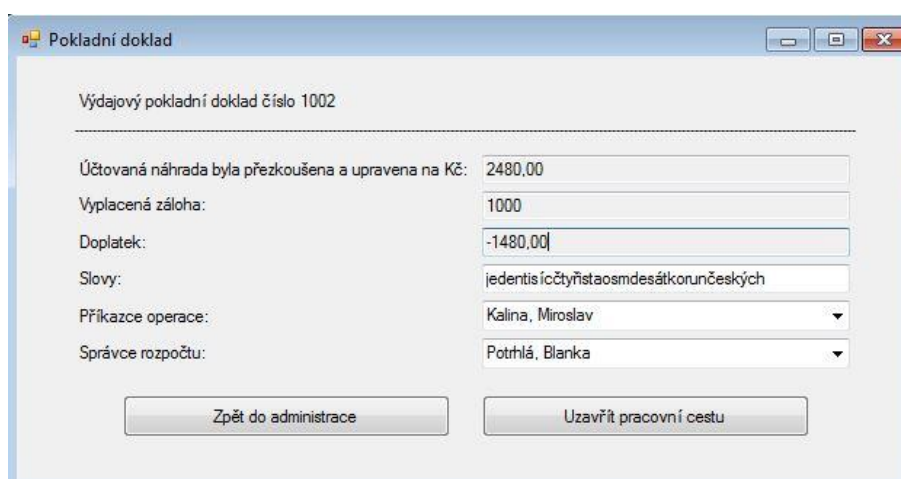 Pokladní doklad
Výdajový pokladní doklad číslo 1002
Účtovaná náhrada byla přezkoušena a upravena na Kč: 2480,00
Vyplacená záloha: 1000
Doplatek: -1480,00
Slovy: jedentisícčtyřistaosmdesátkorunčeských
Příkazce operace: Kalina, Miroslav
Správce rozpočtu: Potrhlá, Blanka
Zpět do administrace Uzavřít pracovní cestu